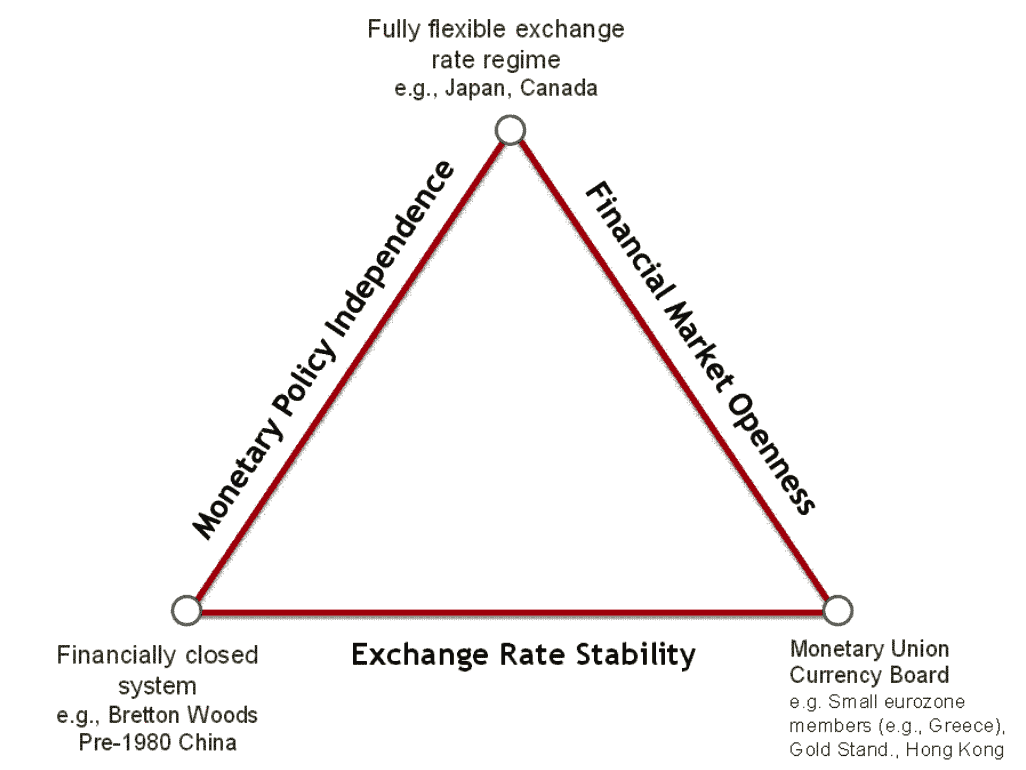 Fully flexible exchange
rate regime
e.g., Japan, Canada
Monetary Policy Independence
Financial Market Openness
Exchange Rate Stability
Financially closed
system
e.g., Bretton Woods
Pre-1980 China
Monetary Union
Currency Board
e.g. Small eurozone
members (e.g., Greece),
Gold Stand., Hong Kong